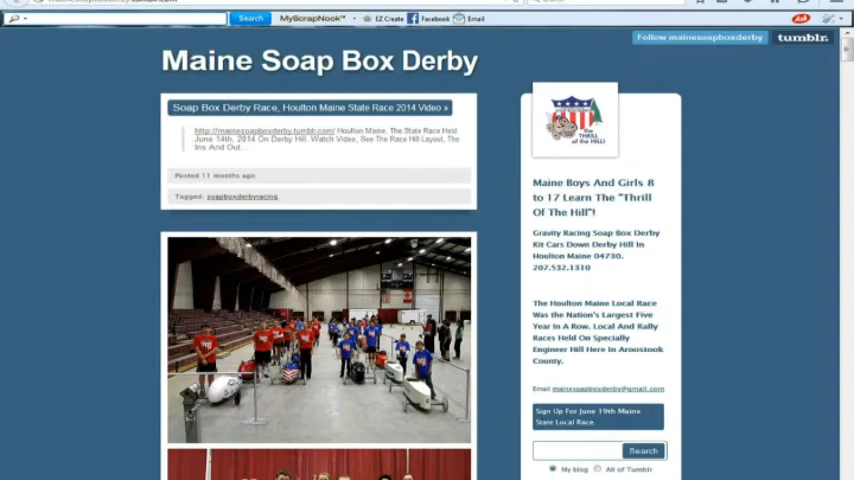 Search
MyScrapNook™
EZ Create
Facebook
Email
Ask
Follow mainesoapboxderby
tumblr.
Maine Soap Box Derby
Soap Box Derby Race, Houlton Maine State Race 2014 Video »
http://mainesoapboxderby.tumblr.com/ Houlton Maine, The State Race Held
June 14th, 2014 On Derby Hill. Watch Video, See The Race Hill Layout, The
Ins And Out...
Posted 11 months ago
Tagged: soapboxderbyracing
the
THRILL
of the HILL!
Maine Boys And Girls 8
to 17 Learn The "Thrill
Of The Hill"!
Gravity Racing Soap Box Derby
Kit Cars Down Derby Hill In
Houlton Maine 04730.
207.532.1310
The Houlton Maine Local Race
Was the Nation's Largest Five
Year In A Row. Local And Rally
Races Held On Specially
Engineer Hill Here In Aroostook
County.
Email mainesoapboxderby@gmail.com
Sign Up For June 19th Maine
State Local Race.
Search
My blog
All of Tumblr